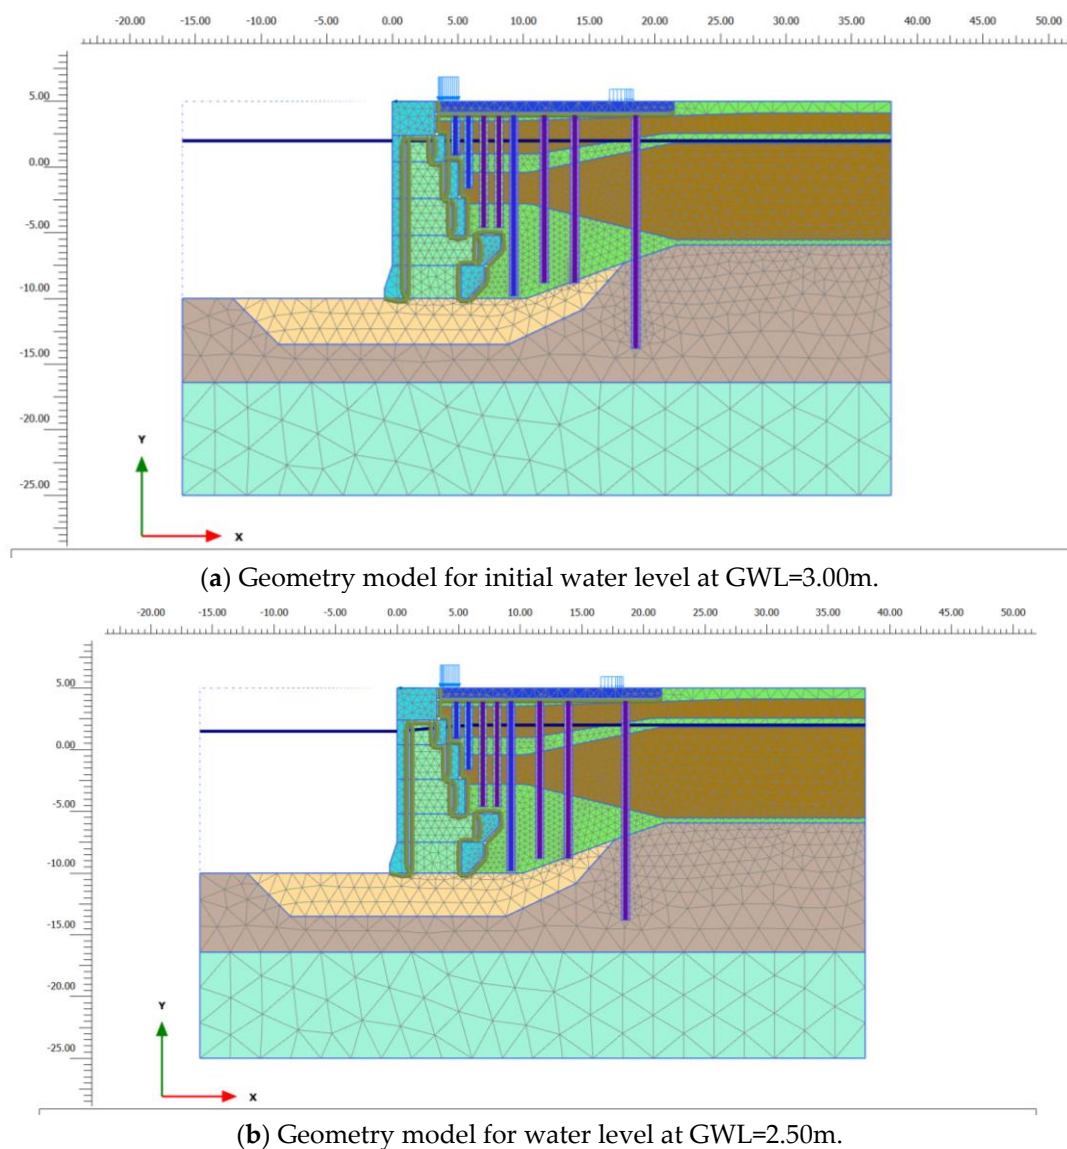 -20.00 -15.00 -10.00 -5.00 0.00 5.00 10.00 15.00 20.00 25.00 30.00 35.00 40.00 45.00 50.00
5.00
0.00
-5.00
-10.00
-15.00
-20.00
Y
-25.00
X
(a) Geometry model for initial water level at GWL=3.00m.
-20.00 -15.00 -10.00 -5.00 0.00 5.00 10.00 15.00 20.00 25.00 30.00 35.00 40.00 45.00 50.00
5.00
0.00
-5.00
-10.00
-15.00
-20.00
Y
-25.00
X
(b) Geometry model for water level at GWL=2.50m.